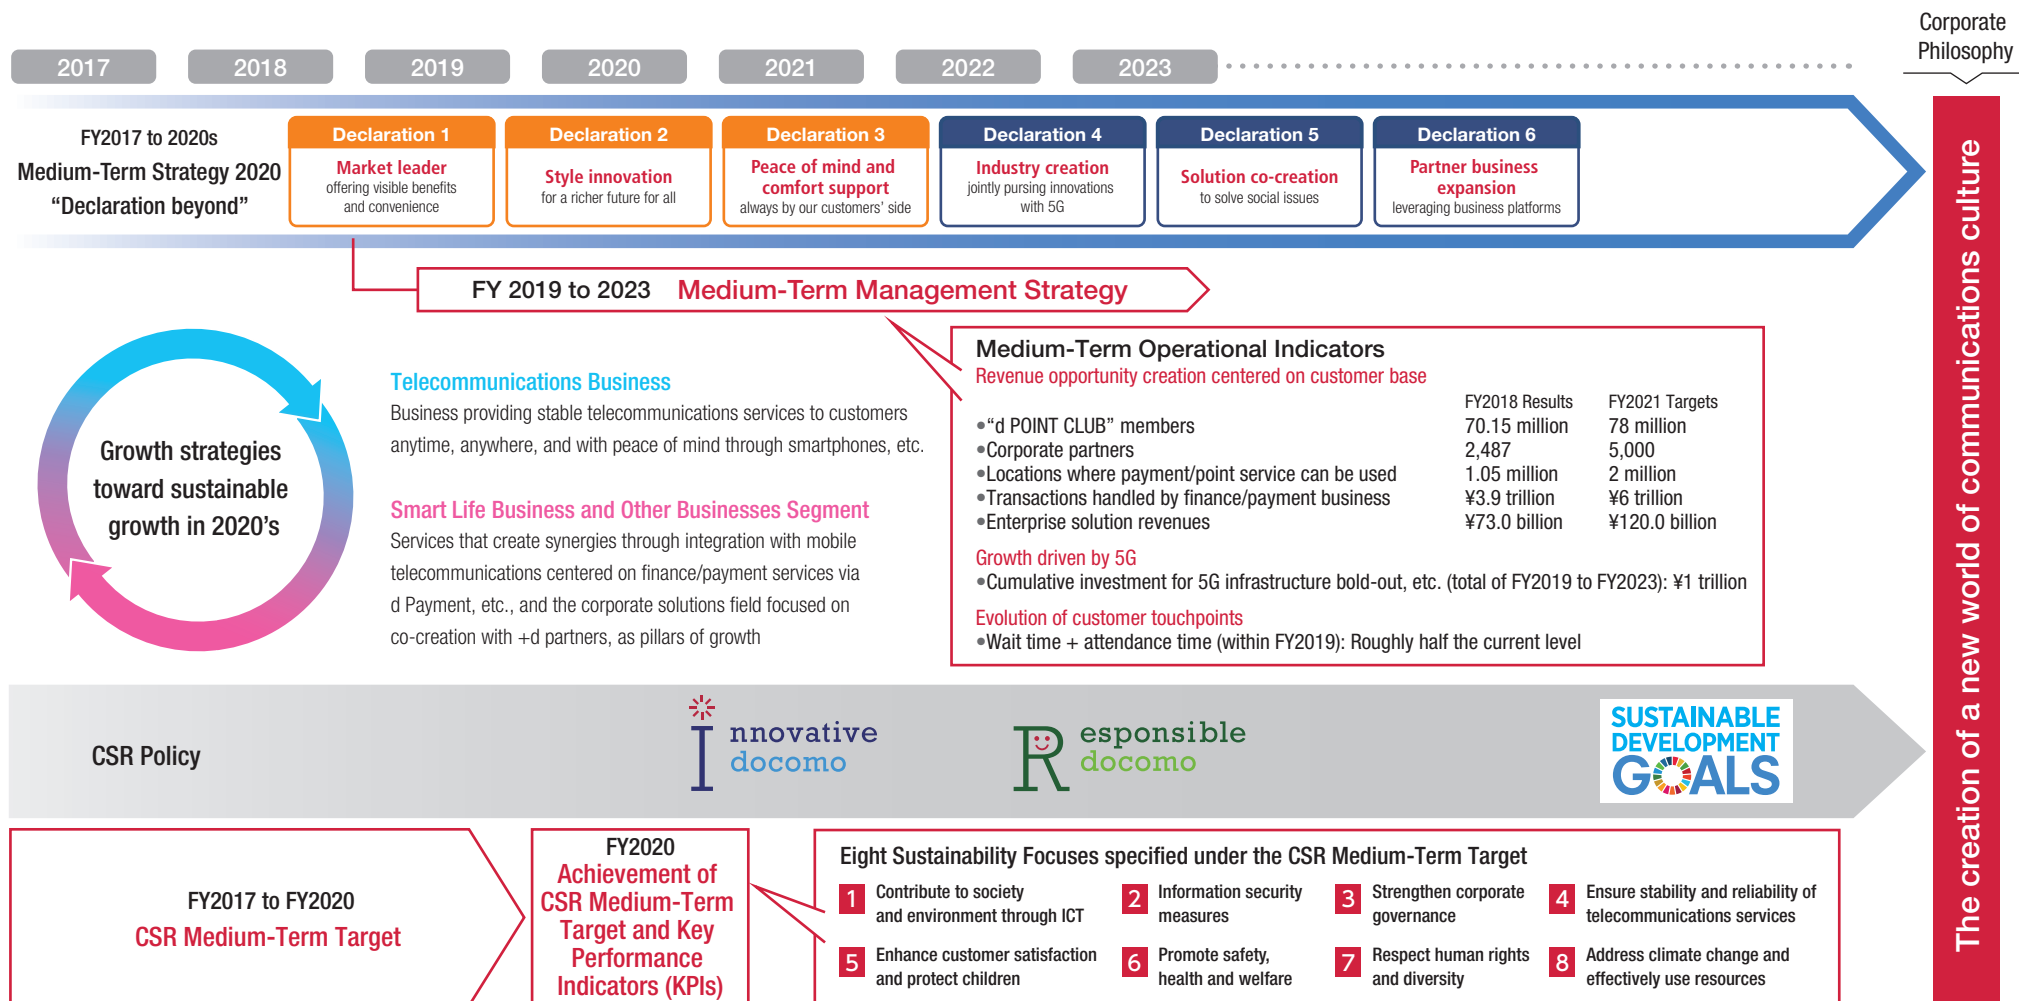 Corporate
Philosophy
2017 2018 2019 2020 2021 2022 2023
FY2017 to 2020s
Medium-Term Strategy 2020
“Declaration beyond”
Declaration 1
Market leader
offering visible benefits
and convenience
Declaration 2
Style innovation
for a richer future for all
Declaration 3
Peace of mind and
comfort support
always by our customers’ side
Declaration 4
Industry creation
jointly pursing innovations
with 5G
Declaration 5
Solution co-creation
to solve social issues
Declaration 6
Partner business
expansion
leveraging business platforms
The creation of a new world of communications culture
FY 2019 to 2023 Medium-Term Management Strategy
Growth strategies
toward sustainable
growth in 2020’s
Telecommunications Business
Business providing stable telecommunications services to customers
anytime, anywhere, and with peace of mind through smartphones, etc.
Smart Life Business and Other Businesses Segment
Services that create synergies through integration with mobile
telecommunications centered on finance/payment services via
d Payment, etc., and the corporate solutions field focused on
co-creation with +d partners, as pillars of growth
Medium-Term Operational Indicators
Revenue opportunity creation centered on customer base
FY2018 Results FY2021 Targets
●“d POINT CLUB” members 70.15 million 78 million
●Corporate partners 2,487 5,000
●Locations where payment/point service can be used 1.05 million 2 million
●Transactions handled by finance/payment business ¥3.9 trillion ¥6 trillion
●Enterprise solution revenues ¥73.0 billion ¥120.0 billion
Growth driven by 5G
●Cumulative investment for 5G infrastructure bold-out, etc. (total of FY2019 to FY2023): ¥1 trillion
Evolution of customer touchpoints
●Wait time + attendance time (within FY2019): Roughly half the current level
CSR Policy
Innovative
docomo
Responsible
docomo
SUSTAINABLE
DEVELOPMENT
GOALS
FY2017 to FY2020
CSR Medium-Term Target
FY2020
Achievement of
CSR Medium-Term
Target and Key
Performance
Indicators (KPIs)
Eight Sustainability Focuses specified under the CSR Medium-Term Target
1 Contribute to society
and environment through ICT
2 Information security
measures
3 Strengthen corporate
governance
4 Ensure stability and reliability of
telecommunications services
5 Enhance customer satisfaction
and protect children
6 Promote safety,
health and welfare
7 Respect human rights
and diversity
8 Address climate change and
effectively use resources